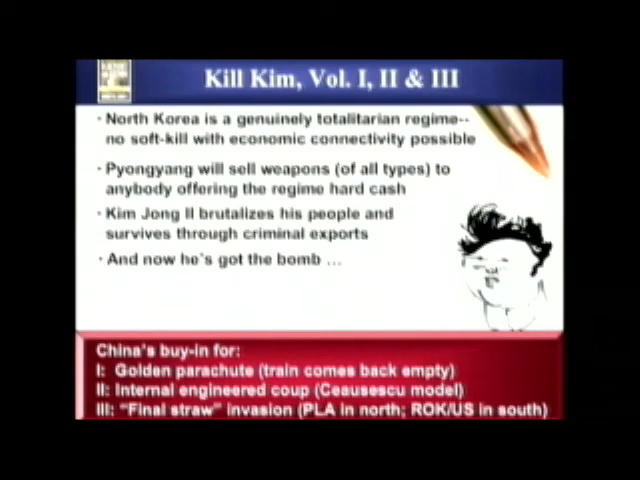 Kill Kim, Vol. I, II & III
· North Korea is a genuinely totalitarian regime--
no soft-kill with economic connectivity possible
· Pyongyang will sell weapons (of all types) to
anybody offering the regime hard cash
· Kim Jong Il brutalizes his people and
survives through criminal exports
· And now he's got the bomb ...
China's buy-in for:
I: Golden parachute (train comes back empty)
II: Internal engineered coup (Ceausescu model)
III: "Final straw" invasion (PLA in north; ROK/US in south)